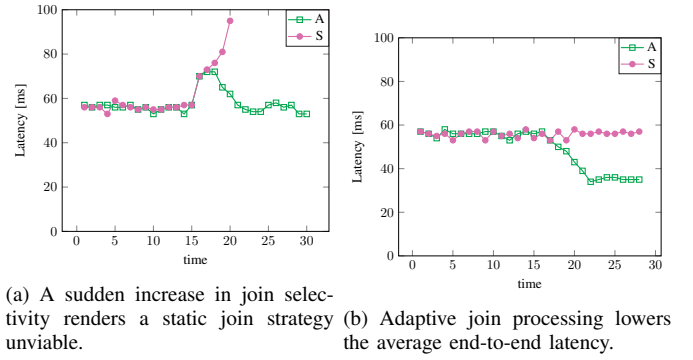 100
80
60
40
20
0
0
5
10
15
20
25
30
Latency [ms]
time
A
S
(a) A sudden increase in join selec-
tivity renders a static join strategy
unviable.
100
80
60
40
20
0
0
5
10
15
20
25
30
Latency [ms]
time
A
S
(b) Adaptive join processing lowers
the average end-to-end latency.